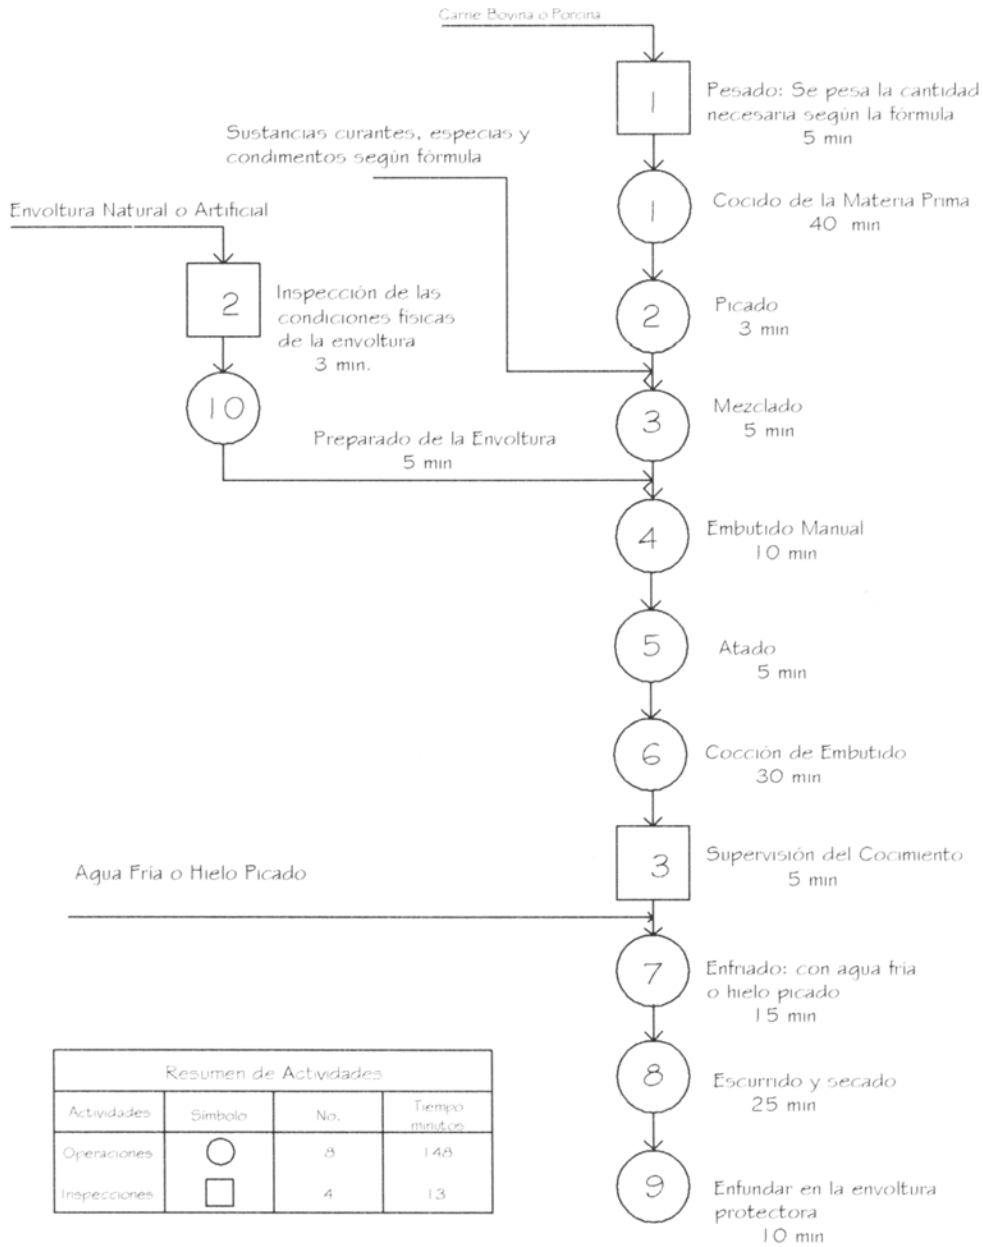 Carne Bovina o Porcina
1
Pesado: Se pesa la cantidad
necesaria según la fórmula
5 min
Sustancias curantes, especias y
condimentos según fórmula
1
Cocido de la Materia Prima
40 min
Envoltura Natural o Artificial
2
Inspección de las
condiciones físicas
de la envoltura
3 min.
2
Picado
3 min
10
Preparado de la Envoltura
5 min
3
Mezclado
5 min
4
Embutido Manual
10 min
5
Atado
5 min
6
Cocción de Embutido
30 min
3
Supervisión del Cocimiento
5 min
Agua Fría o Hielo Picado
7
Enfriado: con agua fría
o hielo picado
15 min
8
Escurrido y secado
25 min
9
Enfundar en la envoltura
protectora
10 min
Resumen de Actividades
Actividades Símbolo No. Tiempo
minutos
Operaciones 8 148
Inspecciones 4 13